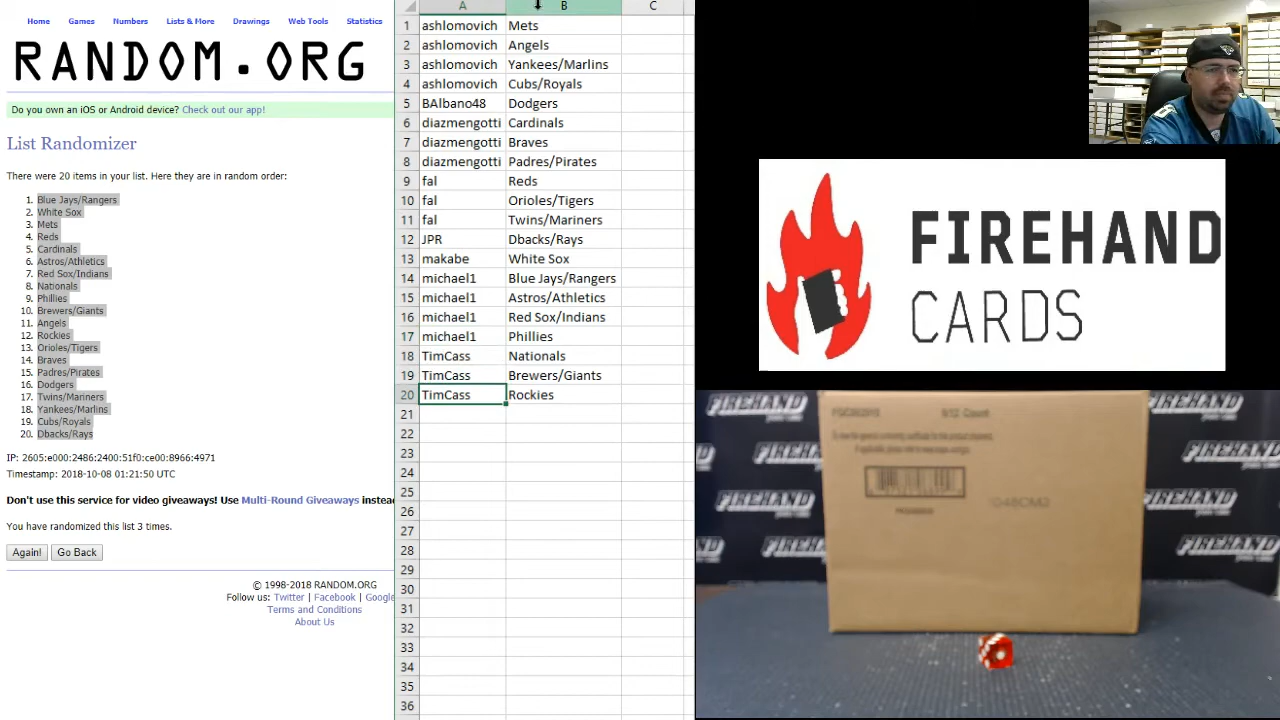 Home Games Numbers Lists & More Drawings Web Tools Statistics
RANDOM.ORG
Do you own an iOS or Android device? Check out our app!
List Randomizer
There were 20 items in your list. Here they are in random order:
1. Blue Jays/Rangers
2. White Sox
3. Mets
4. Reds
5. Cardinals
6. Astros/Athletics
7. Red Sox/Indians
8. Nationals
9. Phillies
10. Brewers/Giants
11. Angels
12. Rockies
13. Orioles/Tigers
14. Braves
15. Padres/Pirates
16. Dodgers
17. Twins/Mariners
18. Yankees/Marlins
19. Cubs/Royals
20. Dbacks/Rays
IP: 2605:e000:2486:2400:51f0:ce00:8966:4971
Timestamp: 2018-10-08 01:21:50 UTC
Don't use this service for video giveaways! Use Multi-Round Giveaways instead
You have randomized this list 3 times.
Again! Go Back
© 1998-2018 RANDOM.ORG
Follow us: Twitter | Facebook | Google
Terms and Conditions
About Us
A B C
1 ashlomovich Mets
2 ashlomovich Angels
3 ashlomovich Yankees/Marlins
4 ashlomovich Cubs/Royals
5 BAlbano48 Dodgers
6 diazmengotti Cardinals
7 diazmengotti Braves
8 diazmengotti Padres/Pirates
9 fal Reds
10 fal Orioles/Tigers
11 fal Twins/Mariners
12 JPR Dbacks/Rays
13 makabe White Sox
14 michael1 Blue Jays/Rangers
15 michael1 Astros/Athletics
16 michael1 Red Sox/Indians
17 michael1 Phillies
18 TimCass Nationals
19 TimCass Brewers/Giants
20 TimCass Rockies
21
22
23
24
25
26
27
28
29
30
31
32
33
34
35
36
FIREHAND
CARDS
FIREHAND
FIREHAND
FIREHAND
FIREHAND
FIREHAND
FIREHAND